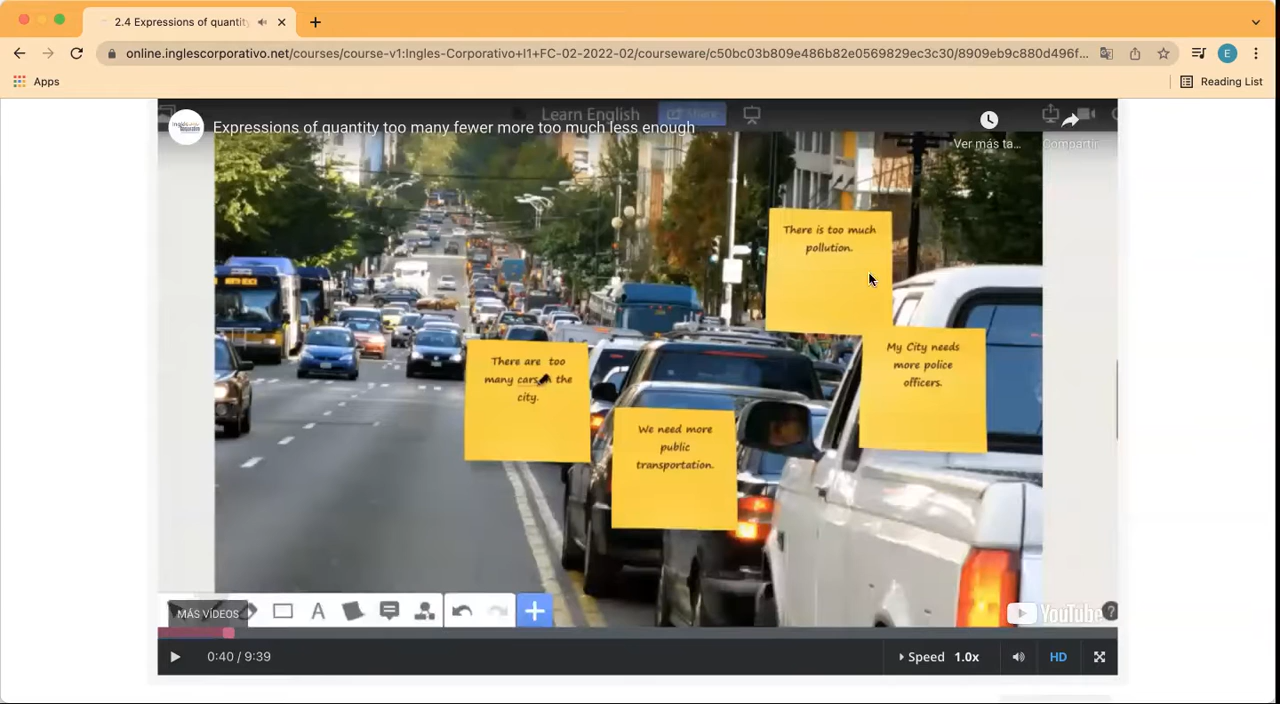 2.4 Expressions of quantity
online.inglescorporativo.net/courses/course-v1:Ingles-Corporativo+I1+FC-02-2022-02/courseware/c50bc03b809e486b82e0569829ec3c30/8909eb9c880d496f...
Apps
Reading List
Learn English
Share
Expressions of quantity too many fewer more too much less enough
Ver más ta...
Compartir
There is too much
pollution.
My City needs
more police
officers.
There are too
many cars the
city.
We need more
public
transportation.
MÁS VÍDEOS
YouTube
0:40 / 9:39
Speed 1.0x
HD